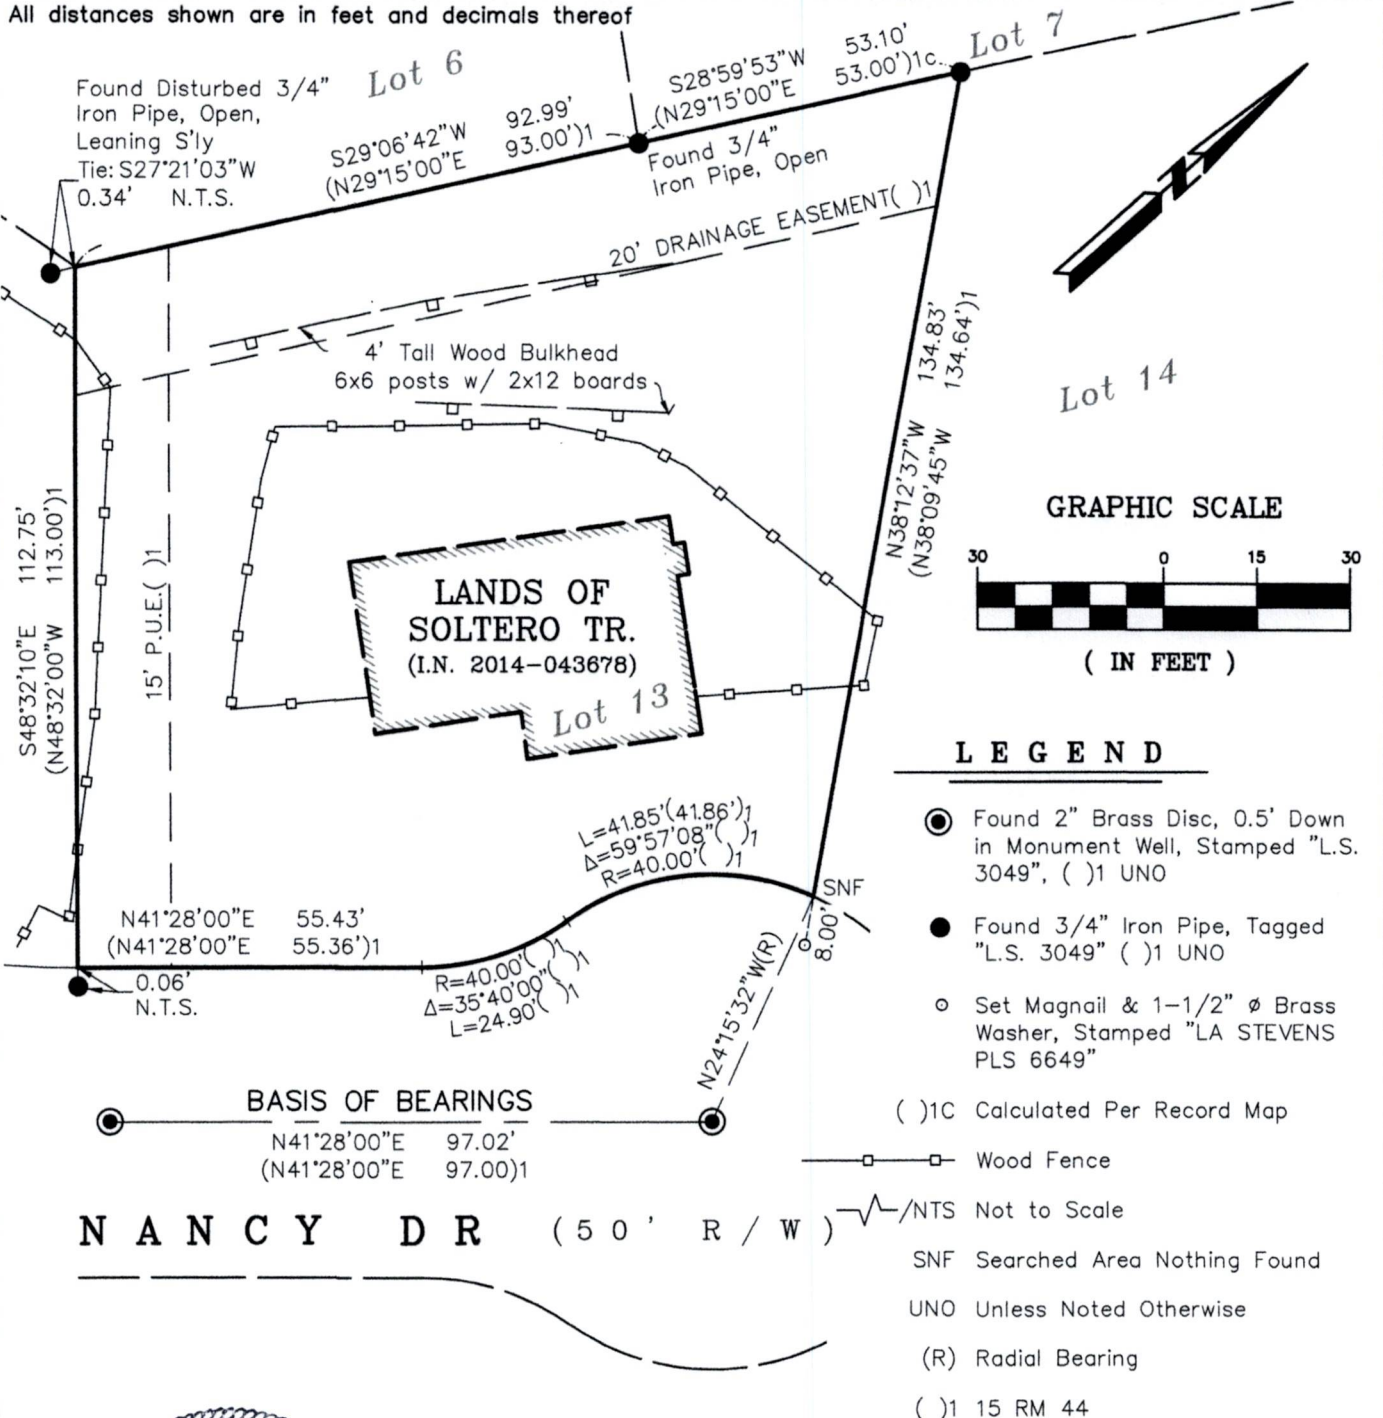 All distances shown are in feet and decimals thereof
Found Disturbed 3/4"
Iron Pipe, Open,
Leaning S'ly
Tie: S27°21'03"W
0.34' N.T.S.
Lot 6
S29°06'42"W 92.99'
(N29°15'00"E 93.00')1
S28°59'53"W 53.10'
(N29°15'00"E 53.00')1c
Lot 7
Found 3/4"
Iron Pipe, Open
20' DRAINAGE EASEMENT( )1
4' Tall Wood Bulkhead
6x6 posts w/ 2x12 boards
N38°12'37"W 134.83'
(N38°09'45"W 134.64')1
Lot 14
S48°32'10"E 112.75'
(N48°32'00"W 113.00')1
15' P.U.E.( )1
LANDS OF
SOLTERO TR.
(I.N. 2014-043678)
Lot 13
GRAPHIC SCALE
30 0 15 30
( IN FEET )
L=41.85'(41.86')1
Δ=59°57'08"( )1
R=40.00'( )1
SNF
8.00'
N41°28'00"E 55.43'
(N41°28'00"E 55.36')1
R=40.00'( )1
Δ=35°40'00"( )1
L=24.90'( )1
0.06'
N.T.S.
N24°15'32"W(R)
BASIS OF BEARINGS
N41°28'00"E 97.02'
(N41°28'00"E 97.00)1
NANCY DR (50' R/W)
LEGEND
Found 2" Brass Disc, 0.5' Down
in Monument Well, Stamped "L.S.
3049", ( )1 UNO
Found 3/4" Iron Pipe, Tagged
"L.S. 3049" ( )1 UNO
Set Magnail & 1-1/2" ø Brass
Washer, Stamped "LA STEVENS
PLS 6649"
( )1C Calculated Per Record Map
Wood Fence
/NTS Not to Scale
SNF Searched Area Nothing Found
UNO Unless Noted Otherwise
(R) Radial Bearing
( )1 15 RM 44